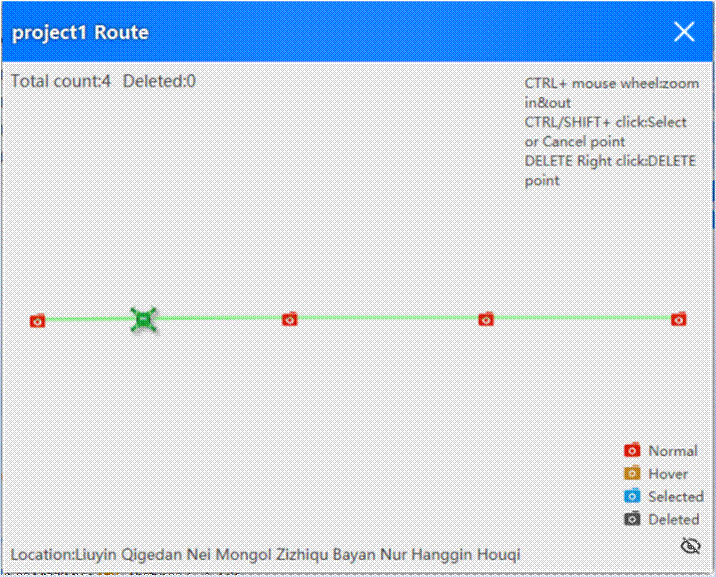 project1 Route
Total count:4 Deleted:0
CTRL+ mouse wheel:zoom
in&out
CTRL/SHIFT+ click:Select
or Cancel point
DELETE Right click:DELETE
point
Normal
Hover
Selected
Deleted
Location:Liuyin Qigedan Nei Mongol Zizhiqu Bayan Nur Hanggin Houqi